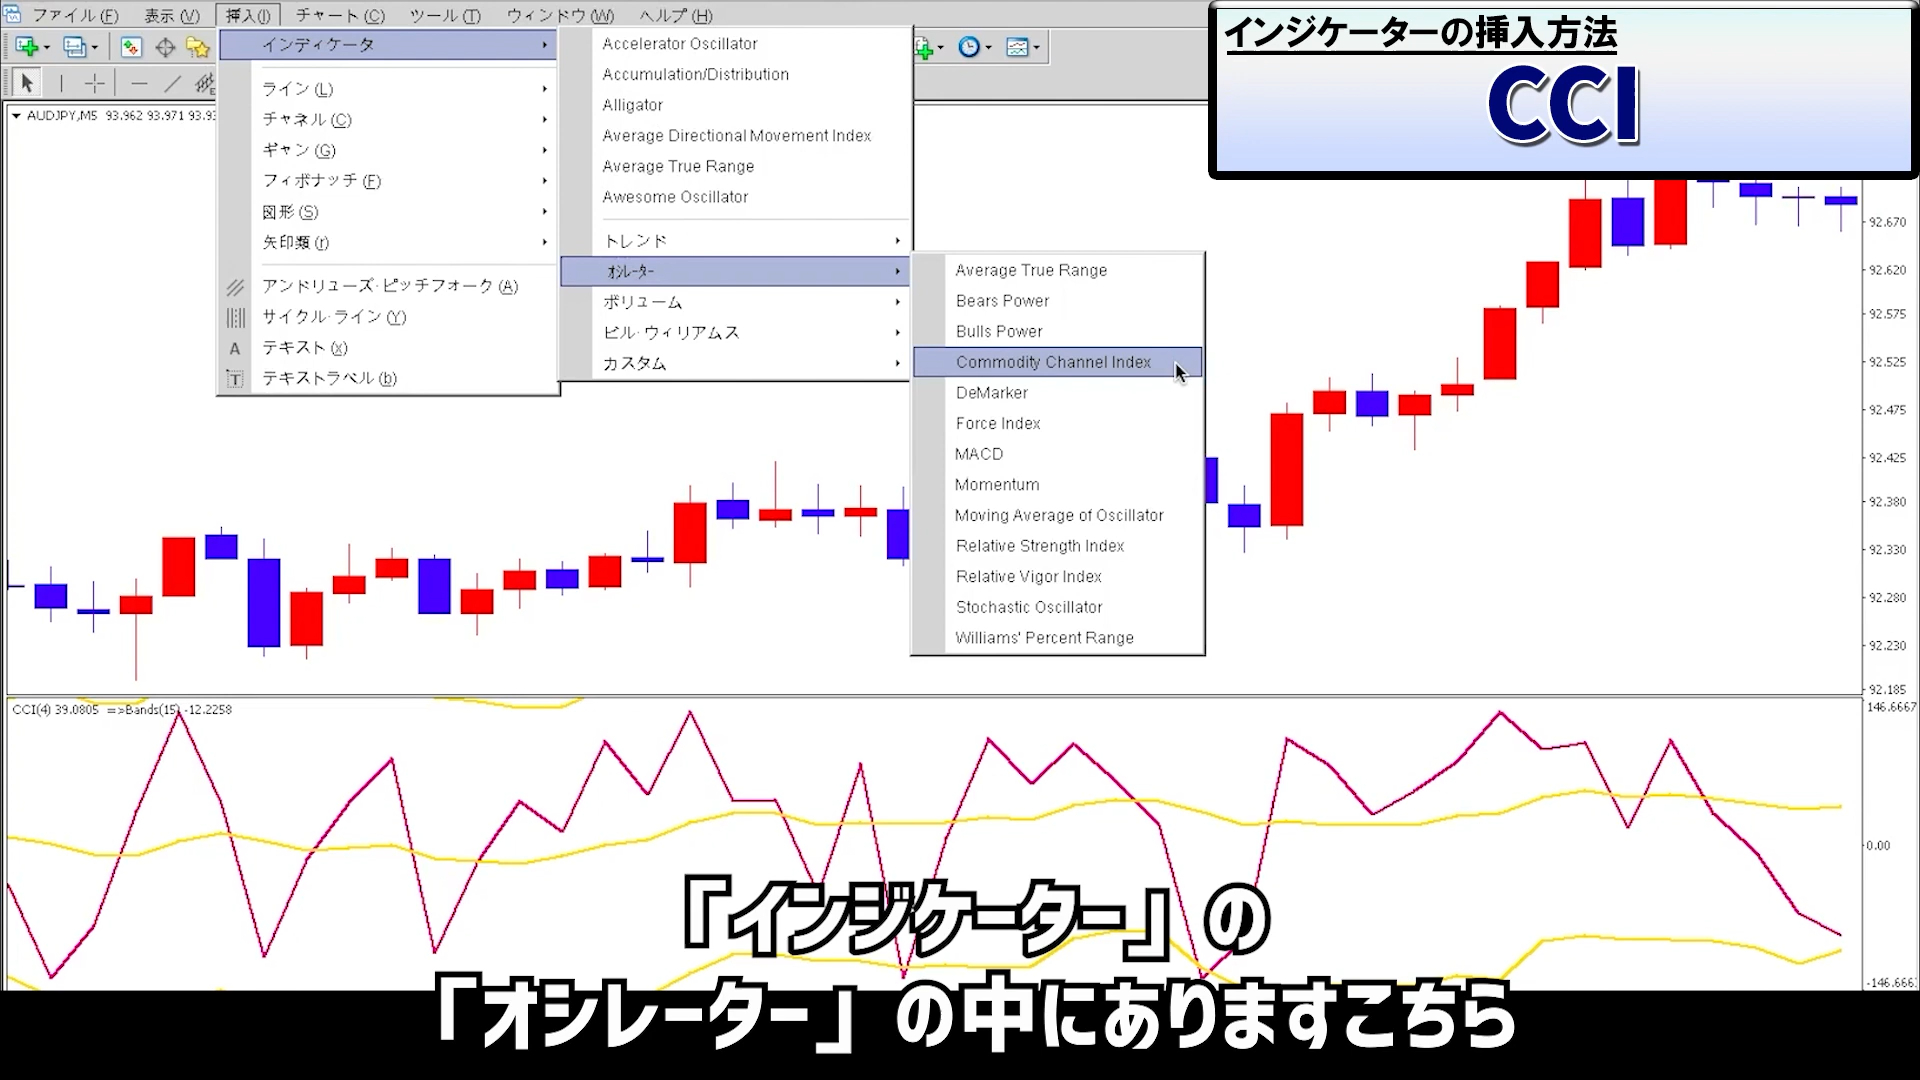 ファイル(F) 表示(V) 挿入(I) チャート(C) ツール(T) ウィンドウ(W) ヘルプ(H)
インジケーターの挿入方法
CCI
AUDJPY,M5 93.962 93.971 93.93
インディケータ
ライン(L)
チャネル(C)
ギャン(G)
フィボナッチ(F)
図形(S)
矢印類(r)
アンドリューズ・ピッチフォーク(A)
サイクル・ライン(Y)
テキスト(x)
テキストラベル(b)
Accelerator Oscillator
Accumulation/Distribution
Alligator
Average Directional Movement Index
Average True Range
Awesome Oscillator
トレンド
オシレーター
ボリューム
ビル・ウィリアムス
カスタム
Average True Range
Bears Power
Bulls Power
Commodity Channel Index
DeMarker
Force Index
MACD
Momentum
Moving Average of Oscillator
Relative Strength Index
Relative Vigor Index
Stochastic Oscillator
Williams' Percent Range
92.670
92.620
92.575
92.525
92.475
92.425
92.380
92.330
92.280
92.230
92.185
CCI(4) 39.0805 =>Bands(15) -12.2258
146.6667
0.00
-146.666
「インジケーター」の
「オシレーター」の中にありますこちら